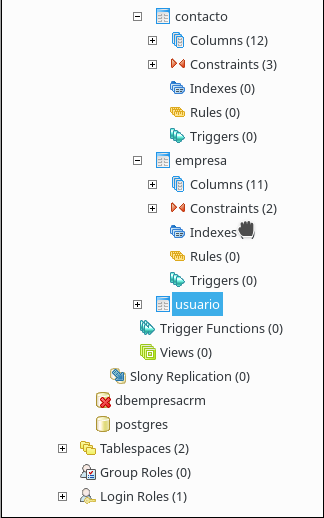 contacto
Columns (12)
Constraints (3)
Indexes (0)
Rules (0)
Triggers (0)
empresa
Columns (11)
Constraints (2)
Indexes
Rules (0)
Triggers (0)
usuario
Trigger Functions (0)
Views (0)
Slony Replication (0)
dbempresacrm
postgres
Tablespaces (2)
Group Roles (0)
Login Roles (1)